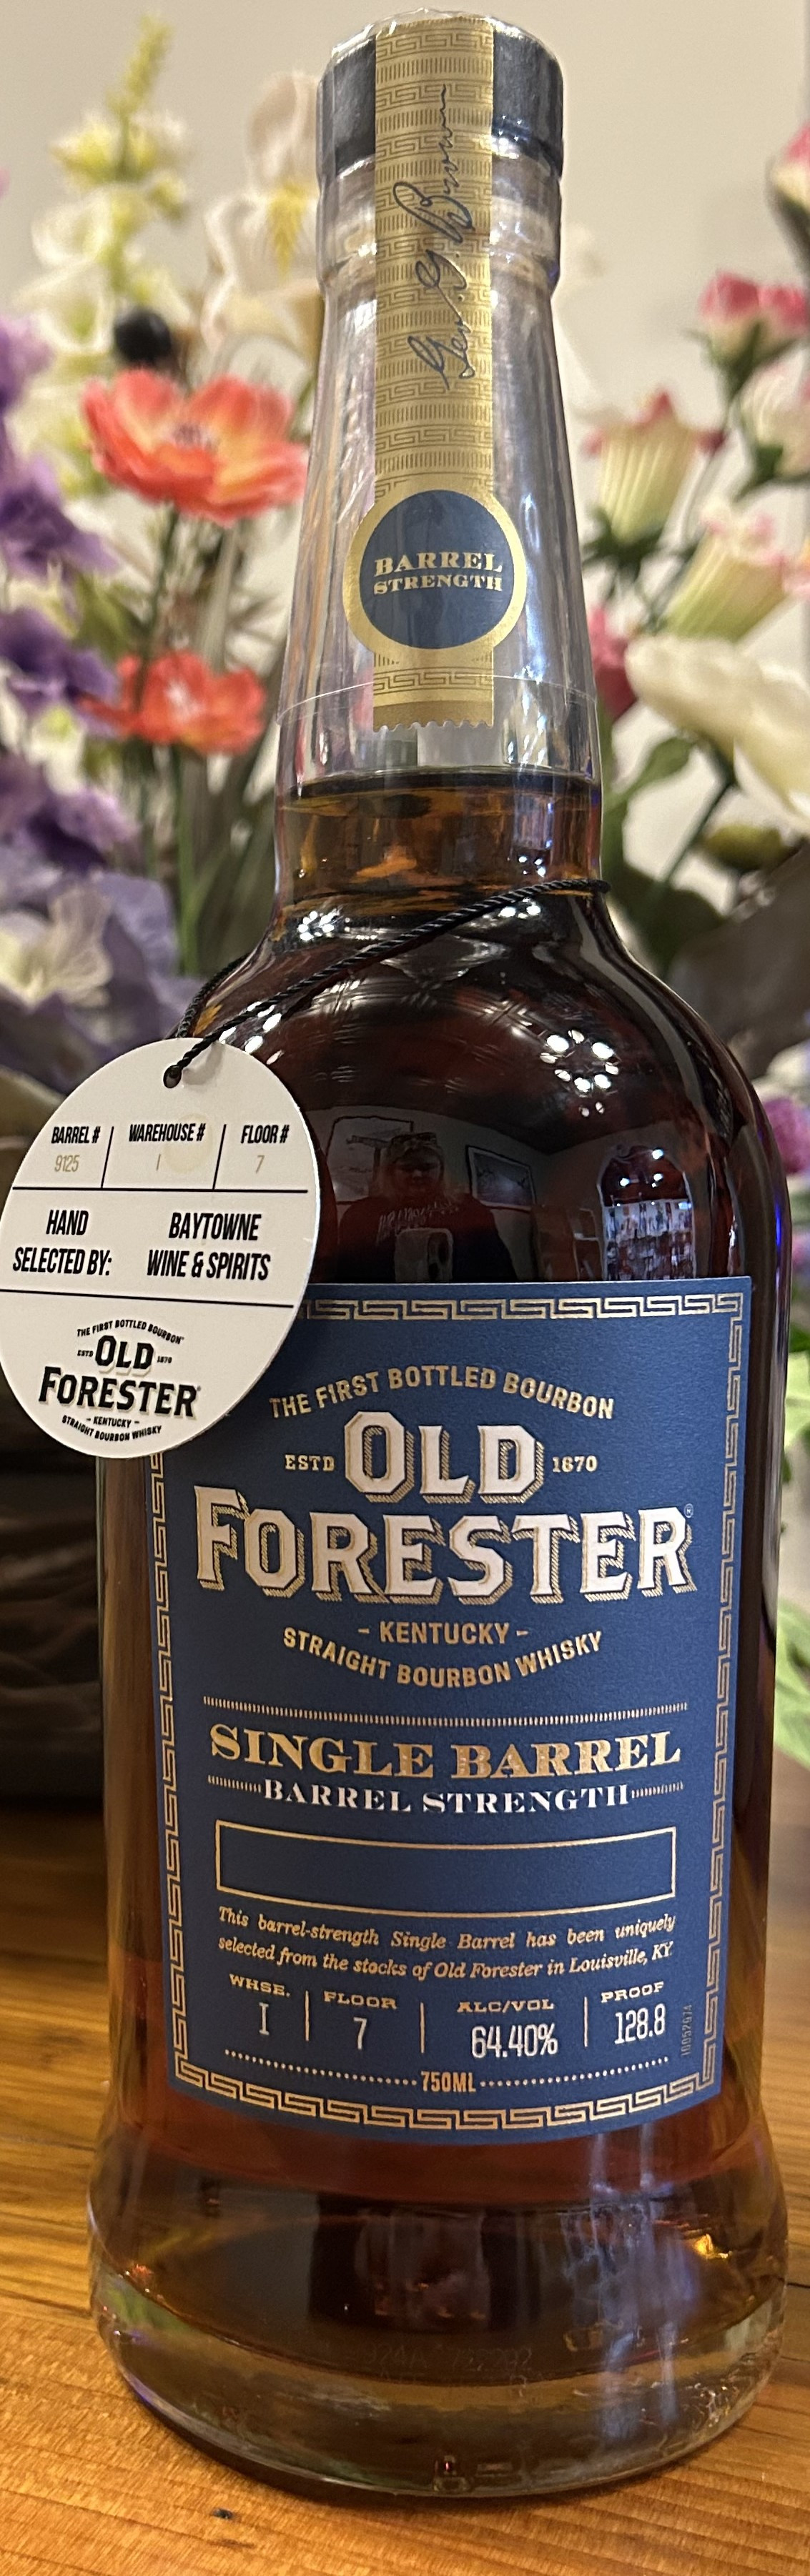 Geo. G. Brown
BARREL
STRENGTH
BARREL # WAREHOUSE # FLOOR #
9125 I 7
HAND SELECTED BY:
BAYTOWNE WINE & SPIRITS
THE FIRST BOTTLED BOURBON
ESTD OLD 1870
FORESTER
- KENTUCKY -
STRAIGHT BOURBON WHISKY
THE FIRST BOTTLED BOURBON
ESTD OLD 1870
FORESTER®
- KENTUCKY -
STRAIGHT BOURBON WHISKY
SINGLE BARREL
BARREL STRENGTH
This barrel-strength Single Barrel has been uniquely
selected from the stocks of Old Forester in Louisville, KY.
WHSE. FLOOR ALC/VOL PROOF
I 7 64.40% 128.8
750ML